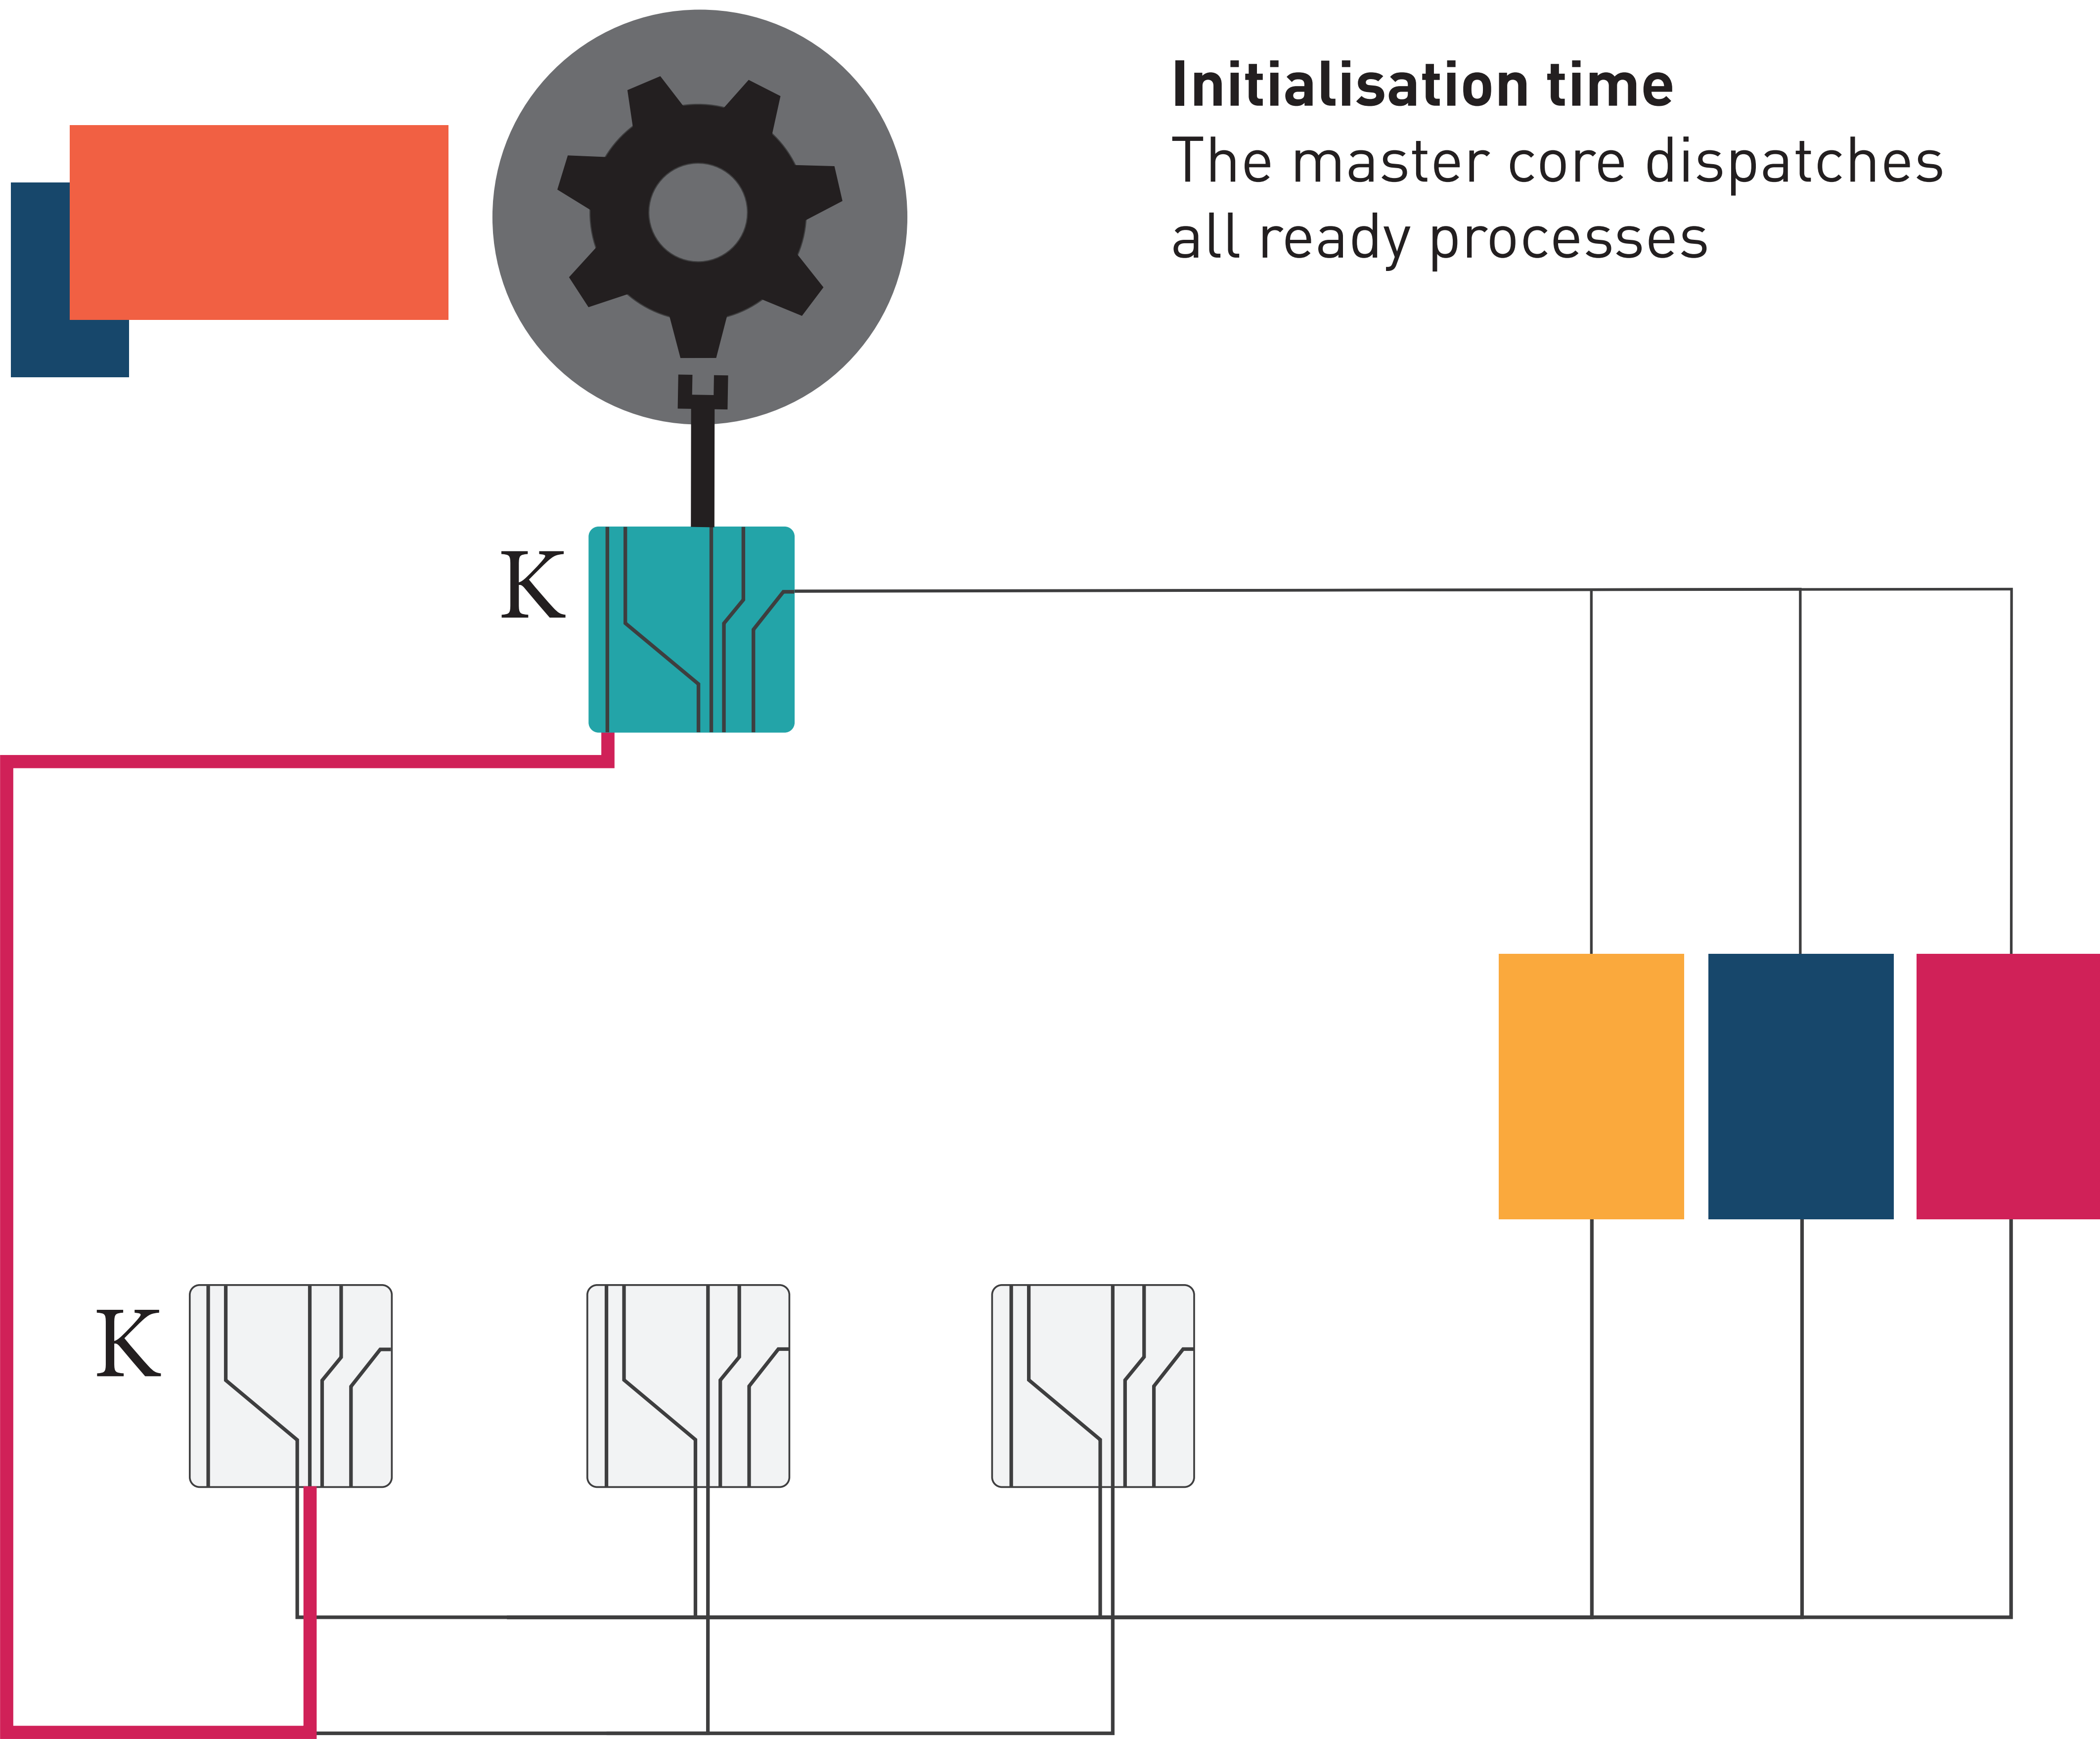 Initialisation time
The master core dispatches
all ready processes
K
K